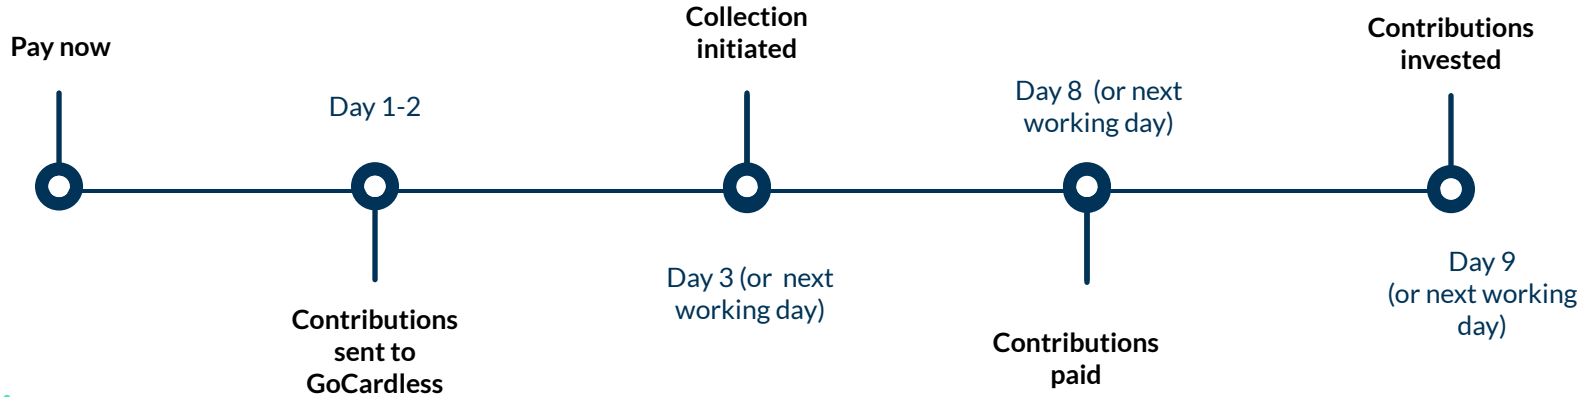 Pay now
Day 1-2
Contributions
sent to
GoCardless
Collection
initiated
Day 3 (or  next
working day)
Day 8  (or next
working day)
Contributions
paid
Contributions
invested
Day 9
(or next working
day)